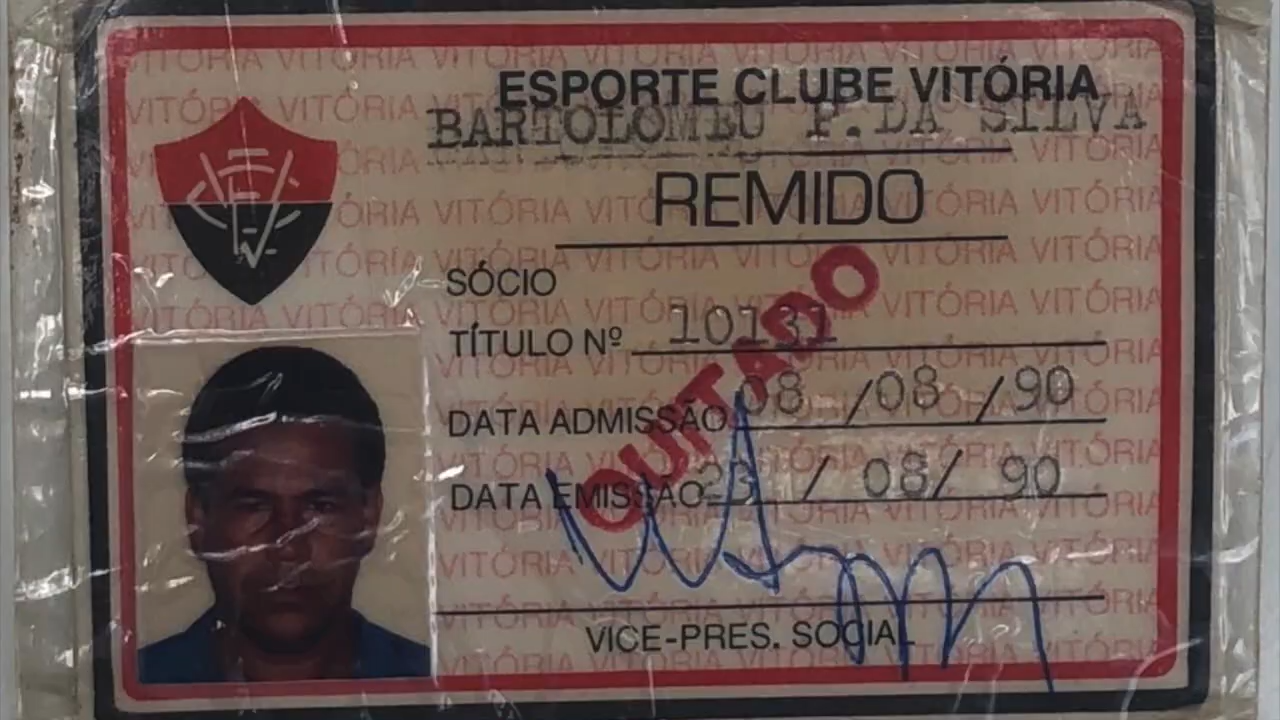 ESPORTE CLUBE VITÓRIA
BARTOLOMEU P. DA SILVA
REMIDO
SÓCIO
TÍTULO Nº 10131
DATA ADMISSÃO 08 /08 /90
DATA EMISSÃO 23 / 08/ 90
QUITADO
VICE-PRES. SOCIAL